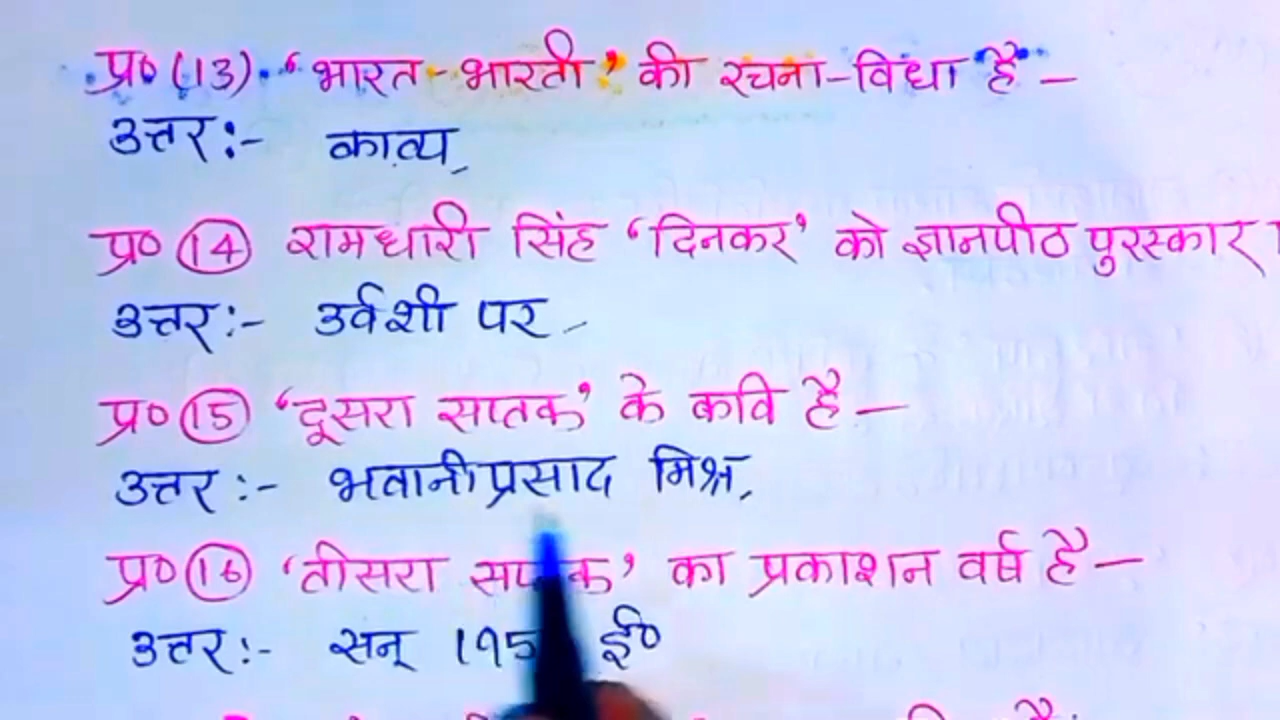 प्र० (13) 'भारत-भारती' की रचना-विधा है –
उत्तर:- काव्य,
प्र० (14) रामधारी सिंह 'दिनकर' को ज्ञानपीठ पुरस्कार
उत्तर:- उर्वशी पर
प्र० (15) 'दूसरा सप्तक' के कवि है –
उत्तर:- भवानीप्रसाद मिश्र,
प्र० (16) 'तीसरा का प्रकाशन वर्ष है –
उत्तर:- सन् ई०